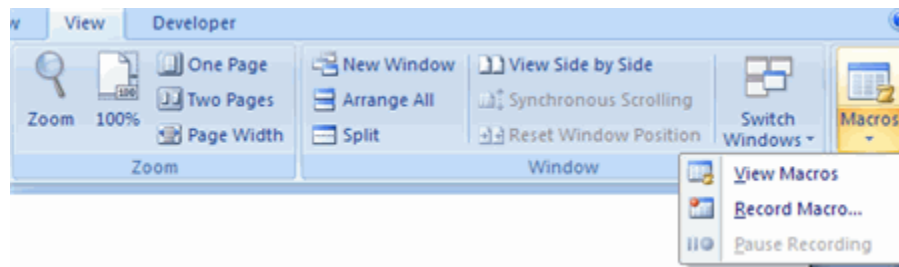 View Developer
One Page
Two Pages
Page Width
Zoom 100%
Zoom
New Window
Arrange All
Split
View Side by Side
Synchronous Scrolling
Reset Window Position
Switch
Windows
Window
Macros
View Macros
Record Macro...
Pause Recording